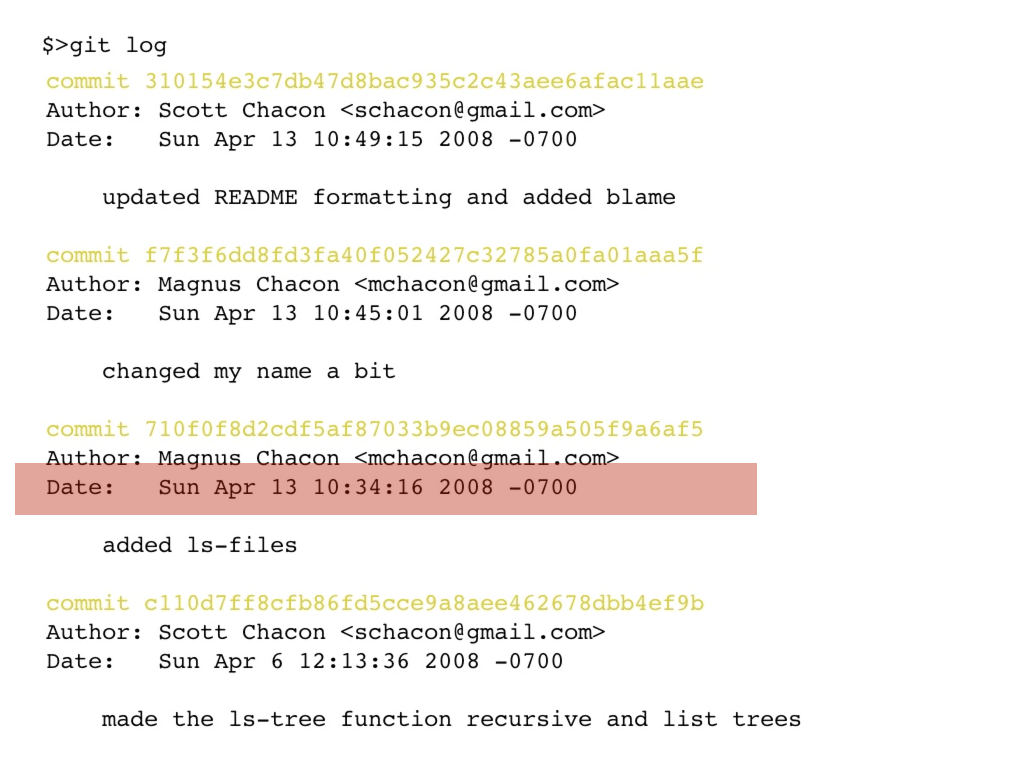 $>git log
commit 310154e3c7db47d8bac935c2c43aee6afac11aae
Author: Scott Chacon <schacon@gmail.com>
Date:   Sun Apr 13 10:49:15 2008 -0700
updated README formatting and added blame
commit f7f3f6dd8fd3fa40f052427c32785a0fa01aaa5f
Author: Magnus Chacon <mchacon@gmail.com>
Date:   Sun Apr 13 10:45:01 2008 -0700
changed my name a bit
commit 710f0f8d2cdf5af87033b9ec08859a505f9a6af5
Author: Magnus Chacon <mchacon@gmail.com>
Date:   Sun Apr 13 10:34:16 2008 -0700
added ls-files
commit c110d7ff8cfb86fd5cce9a8aee462678dbb4ef9b
Author: Scott Chacon <schacon@gmail.com>
Date:   Sun Apr 6 12:13:36 2008 -0700
made the ls-tree function recursive and list trees